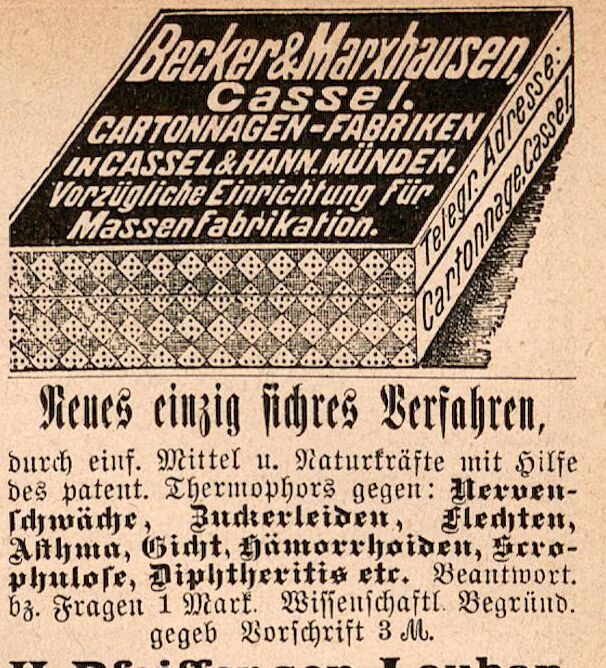 Becker & Marxhausen,
Cassel.
CARTONNAGEN-FABRIKEN
IN CASSEL & HANN. MÜNDEN.
Vorzügliche Einrichtung für
Massenfabrikation.
Telegr. Adresse:
Cartonnage, Cassel.
Neues einzig sichres Verfahren,
durch einf. Mittel u. Naturkräfte mit Hilfe
des patent. Thermophors gegen: Nerven-
schwäche, Zuckerleiden, Flechten,
Asthma, Gicht, Hämorrhoiden, Scro-
phulose, Diphtheritis etc. Beantwort.
bz. Fragen 1 Mark. Wissenschaftl. Begründ.
gegeb Vorschrift 3 M.